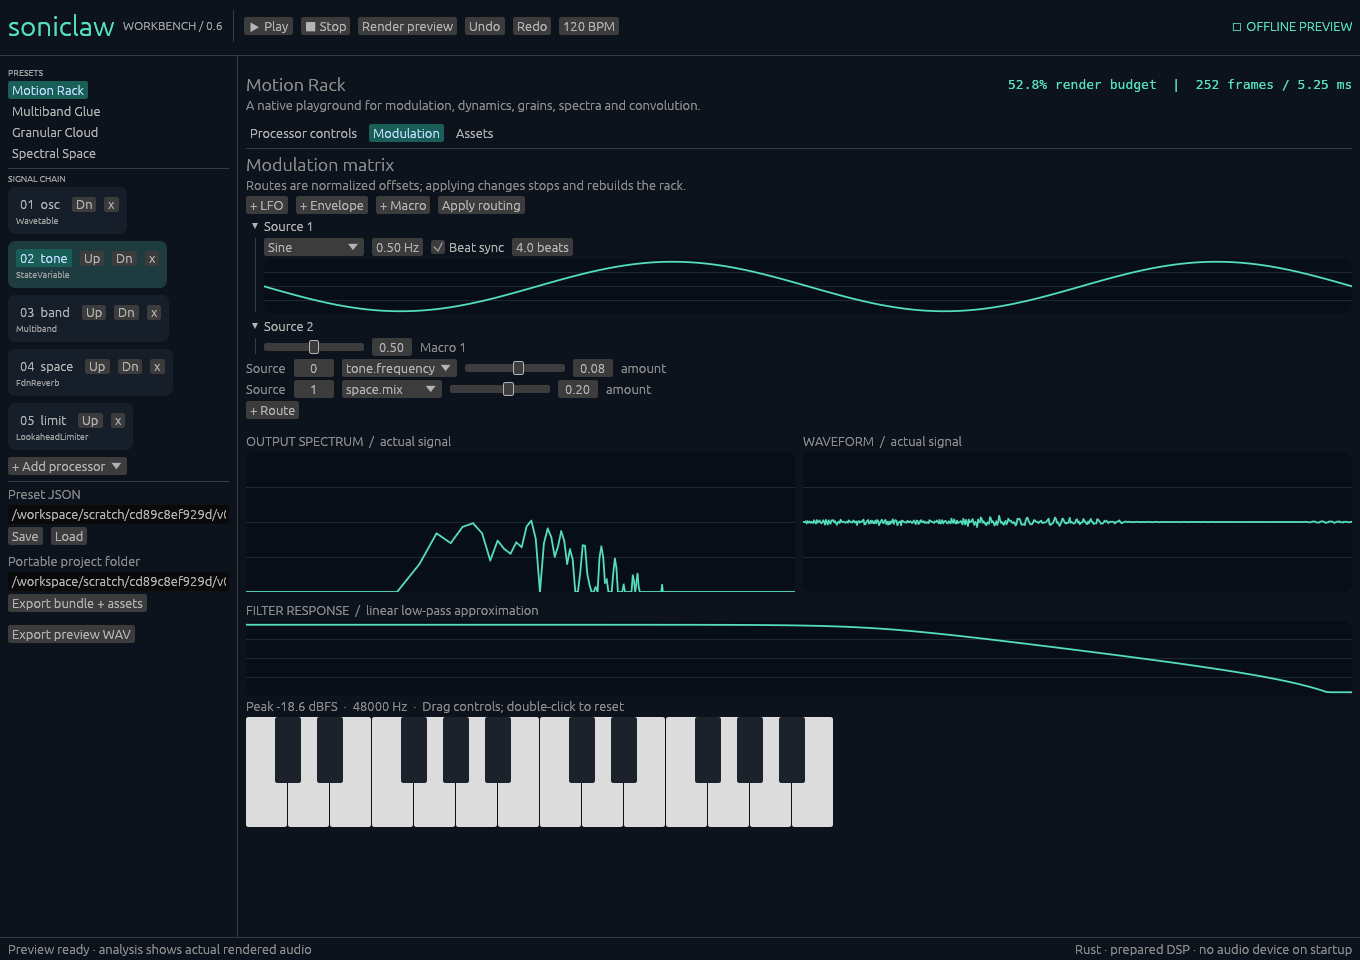 soniclaw WORKBENCH / 0.6 ▶ Play ■ Stop Render preview Undo Redo 120 BPM □ OFFLINE PREVIEW
PRESETS
Motion Rack
Multiband Glue
Granular Cloud
Spectral Space
SIGNAL CHAIN
01 osc Dn x
Wavetable
02 tone Up Dn x
StateVariable
03 band Up Dn x
Multiband
04 space Up Dn x
FdnReverb
05 limit Up x
LookaheadLimiter
+ Add processor
Preset JSON
/workspace/scratch/cd89c8ef929d/v
Save Load
Portable project folder
/workspace/scratch/cd89c8ef929d/v
Export bundle + assets
Export preview WAV
Motion Rack
52.8% render budget | 252 frames / 5.25 ms
A native playground for modulation, dynamics, grains, spectra and convolution.
Processor controls Modulation Assets
Modulation matrix
Routes are normalized offsets; applying changes stops and rebuilds the rack.
+ LFO + Envelope + Macro Apply routing
Source 1
Sine 0.50 Hz Beat sync 4.0 beats
Source 2
0.50 Macro 1
Source 0 tone.frequency 0.08 amount
Source 1 space.mix 0.20 amount
+ Route
OUTPUT SPECTRUM / actual signal
WAVEFORM / actual signal
FILTER RESPONSE / linear low-pass approximation
Peak -18.6 dBFS · 48000 Hz · Drag controls; double-click to reset
Preview ready · analysis shows actual rendered audio
Rust · prepared DSP · no audio device on startup